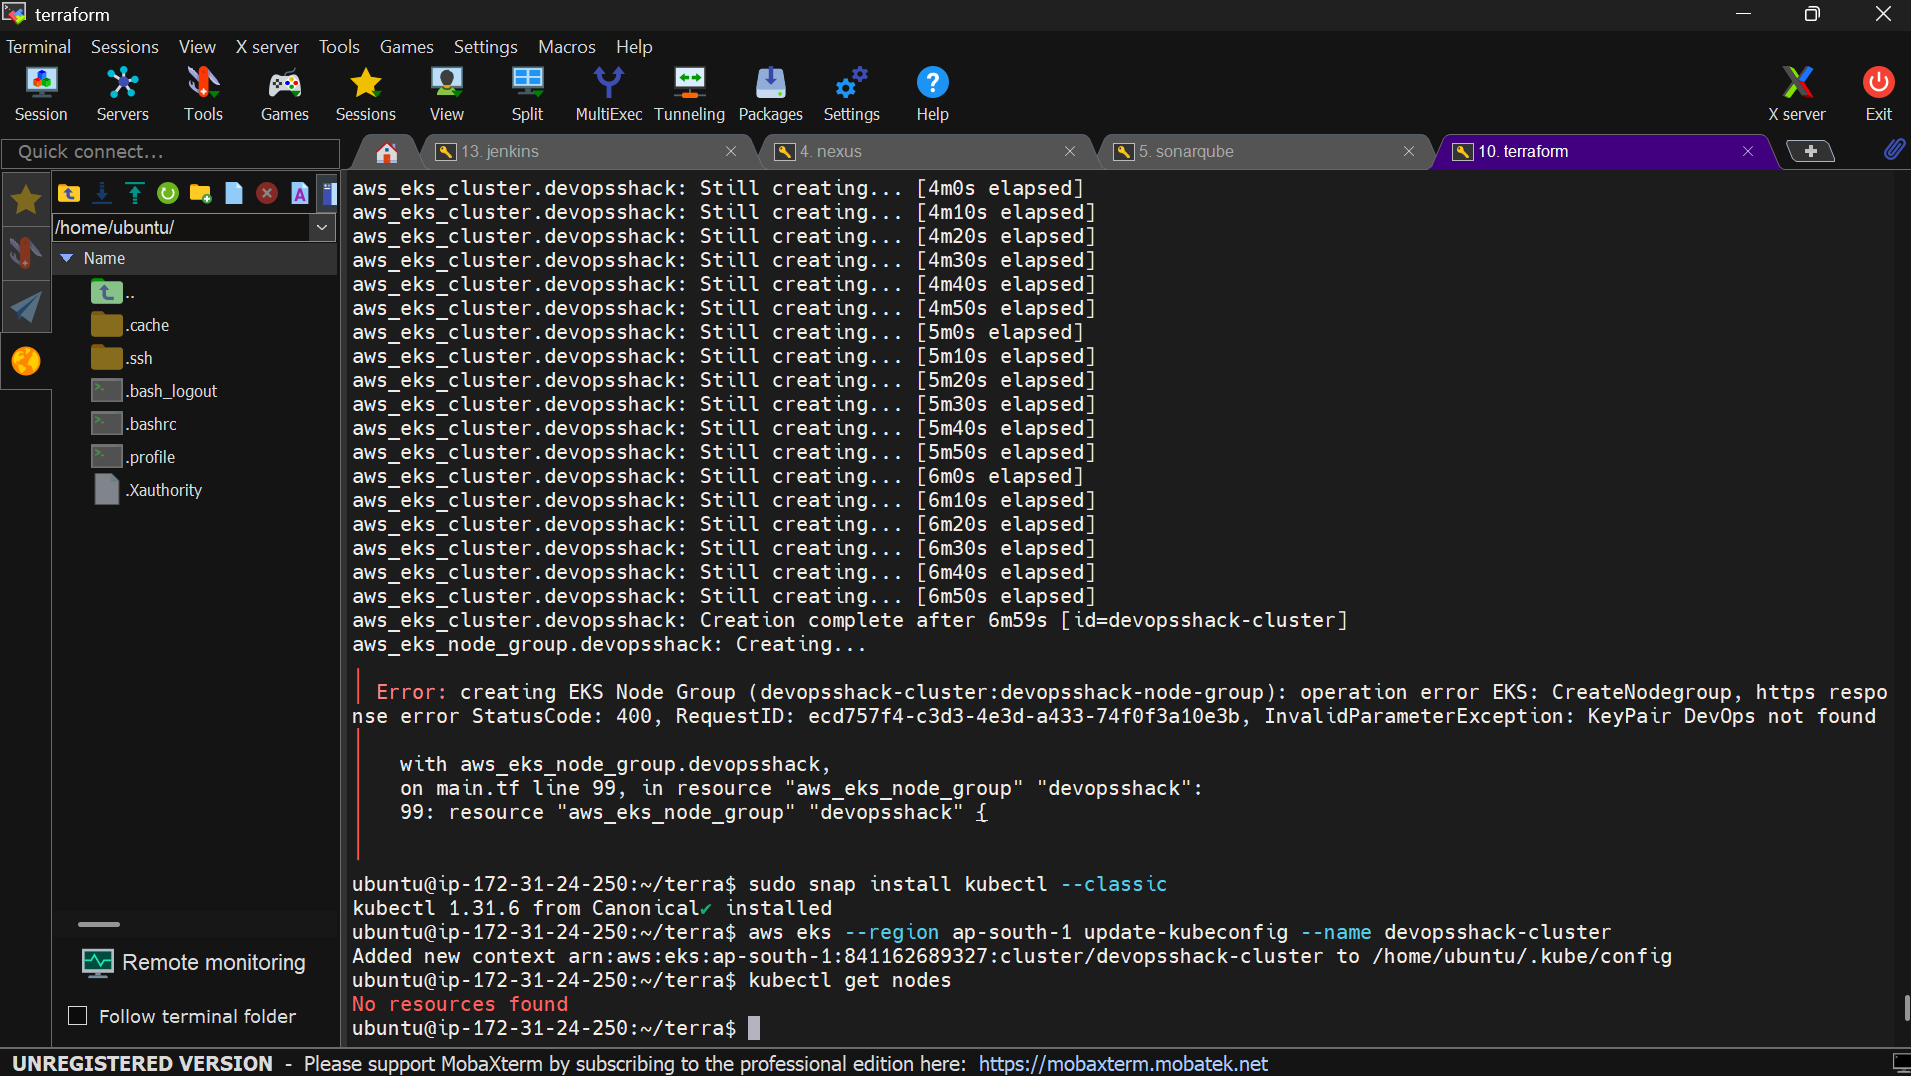 terraform
Terminal Sessions View X server Tools Games Settings Macros Help
Session Servers Tools Games Sessions View Split MultiExec Tunneling Packages Settings Help X server Exit
Quick connect...
13. jenkins
4. nexus
5. sonarqube
10. terraform
/home/ubuntu/
Name
..
.cache
.ssh
.bash_logout
.bashrc
.profile
.Xauthority
Remote monitoring
Follow terminal folder
aws_eks_cluster.devopsshack: Still creating... [4m0s elapsed]
aws_eks_cluster.devopsshack: Still creating... [4m10s elapsed]
aws_eks_cluster.devopsshack: Still creating... [4m20s elapsed]
aws_eks_cluster.devopsshack: Still creating... [4m30s elapsed]
aws_eks_cluster.devopsshack: Still creating... [4m40s elapsed]
aws_eks_cluster.devopsshack: Still creating... [4m50s elapsed]
aws_eks_cluster.devopsshack: Still creating... [5m0s elapsed]
aws_eks_cluster.devopsshack: Still creating... [5m10s elapsed]
aws_eks_cluster.devopsshack: Still creating... [5m20s elapsed]
aws_eks_cluster.devopsshack: Still creating... [5m30s elapsed]
aws_eks_cluster.devopsshack: Still creating... [5m40s elapsed]
aws_eks_cluster.devopsshack: Still creating... [5m50s elapsed]
aws_eks_cluster.devopsshack: Still creating... [6m0s elapsed]
aws_eks_cluster.devopsshack: Still creating... [6m10s elapsed]
aws_eks_cluster.devopsshack: Still creating... [6m20s elapsed]
aws_eks_cluster.devopsshack: Still creating... [6m30s elapsed]
aws_eks_cluster.devopsshack: Still creating... [6m40s elapsed]
aws_eks_cluster.devopsshack: Still creating... [6m50s elapsed]
aws_eks_cluster.devopsshack: Creation complete after 6m59s [id=devopsshack-cluster]
aws_eks_node_group.devopsshack: Creating...
Error: creating EKS Node Group (devopsshack-cluster:devopsshack-node-group): operation error EKS: CreateNodegroup, https respo
nse error StatusCode: 400, RequestID: ecd757f4-c3d3-4e3d-a433-74f0f3a10e3b, InvalidParameterException: KeyPair DevOps not found
with aws_eks_node_group.devopsshack,
on main.tf line 99, in resource "aws_eks_node_group" "devopsshack":
99: resource "aws_eks_node_group" "devopsshack" {
ubuntu@ip-172-31-24-250:~/terra$ sudo snap install kubectl --classic
kubectl 1.31.6 from Canonical✔ installed
ubuntu@ip-172-31-24-250:~/terra$ aws eks --region ap-south-1 update-kubeconfig --name devopsshack-cluster
Added new context arn:aws:eks:ap-south-1:841162689327:cluster/devopsshack-cluster to /home/ubuntu/.kube/config
ubuntu@ip-172-31-24-250:~/terra$ kubectl get nodes
No resources found
ubuntu@ip-172-31-24-250:~/terra$
UNREGISTERED VERSION - Please support MobaXterm by subscribing to the professional edition here: https://mobaxterm.mobatek.net